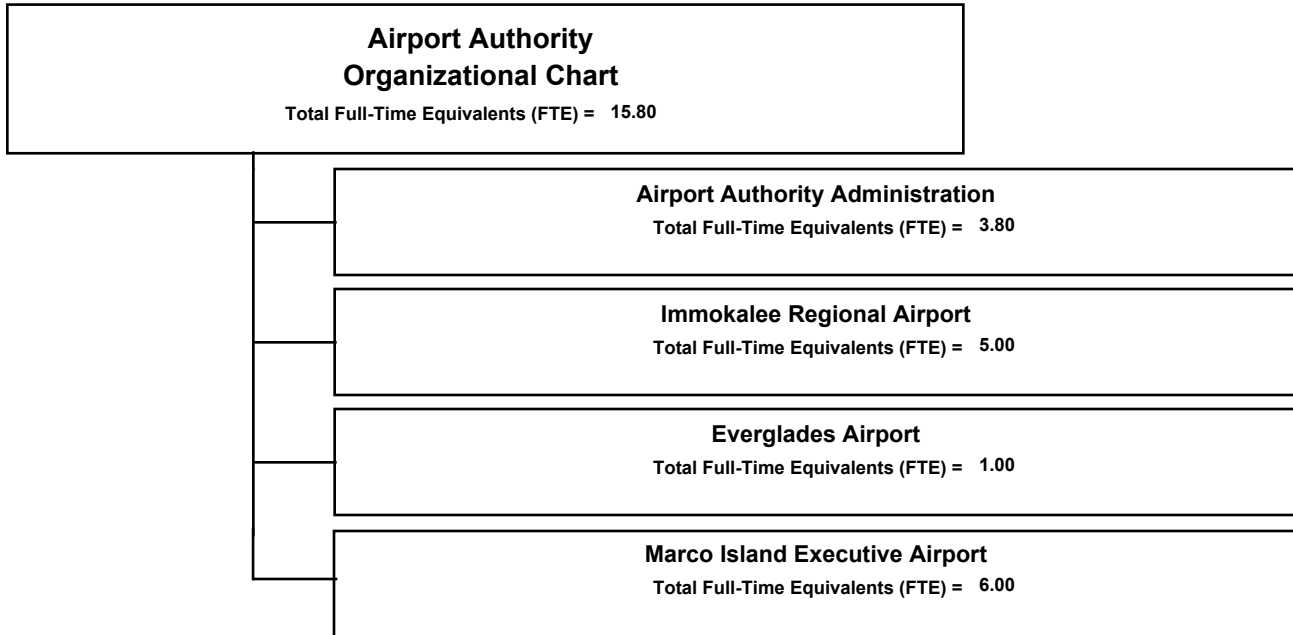 Airport Authority
Organizational Chart
Total Full-Time Equivalents (FTE) = 15.80
Airport Authority Administration
Total Full-Time Equivalents (FTE) = 3.80
Immokalee Regional Airport
Total Full-Time Equivalents (FTE) = 5.00
Everglades Airport
Total Full-Time Equivalents (FTE) = 1.00
Marco Island Executive Airport
Total Full-Time Equivalents (FTE) = 6.00